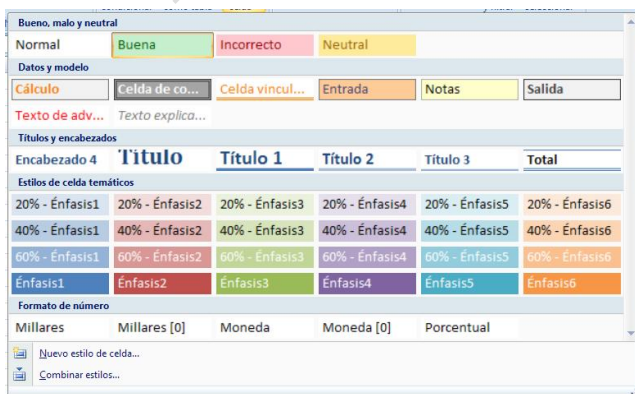 Bueno, malo y neutral
Normal Buena Incorrecto Neutral
Datos y modelo
Cálculo Celda de co... Celda vincul... Entrada Notas Salida
Texto de adv... Texto explica...
Títulos y encabezados
Encabezado 4 Título Título 1 Título 2 Título 3 Total
Estilos de celda temáticos
20% - Énfasis1 20% - Énfasis2 20% - Énfasis3 20% - Énfasis4 20% - Énfasis5 20% - Énfasis6
40% - Énfasis1 40% - Énfasis2 40% - Énfasis3 40% - Énfasis4 40% - Énfasis5 40% - Énfasis6
60% - Énfasis1 60% - Énfasis2 60% - Énfasis3 60% - Énfasis4 60% - Énfasis5 60% - Énfasis6
Énfasis1 Énfasis2 Énfasis3 Énfasis4 Énfasis5 Énfasis6
Formato de número
Millares Millares [0] Moneda Moneda [0] Porcentual
Nuevo estilo de celda...
Combinar estilos...